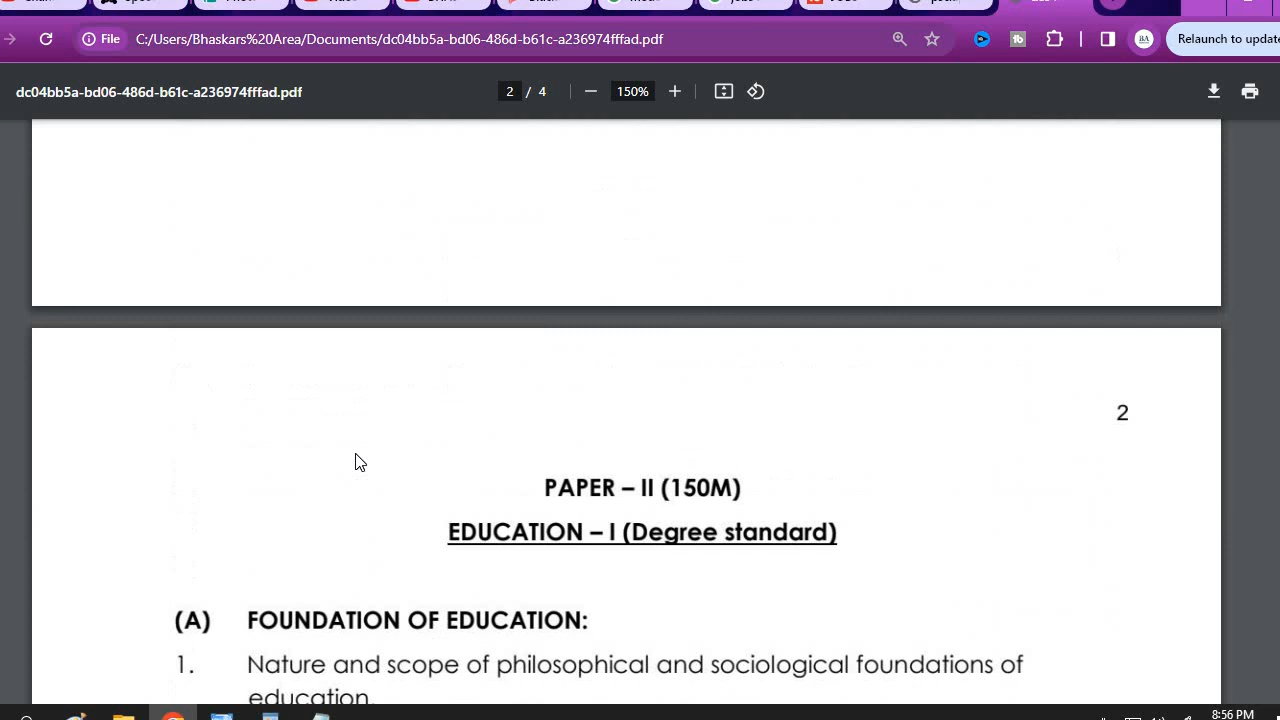 File
C:/Users/Bhaskars%20Area/Documents/dc04bb5a-bd06-486d-b61c-a236974fffad.pdf
BA
Relaunch to update
dc04bb5a-bd06-486d-b61c-a236974fffad.pdf
2 / 4
150%
2
PAPER – II (150M)
EDUCATION – I (Degree standard)
(A) FOUNDATION OF EDUCATION:
1. Nature and scope of philosophical and sociological foundations of
education.
8:56 PM